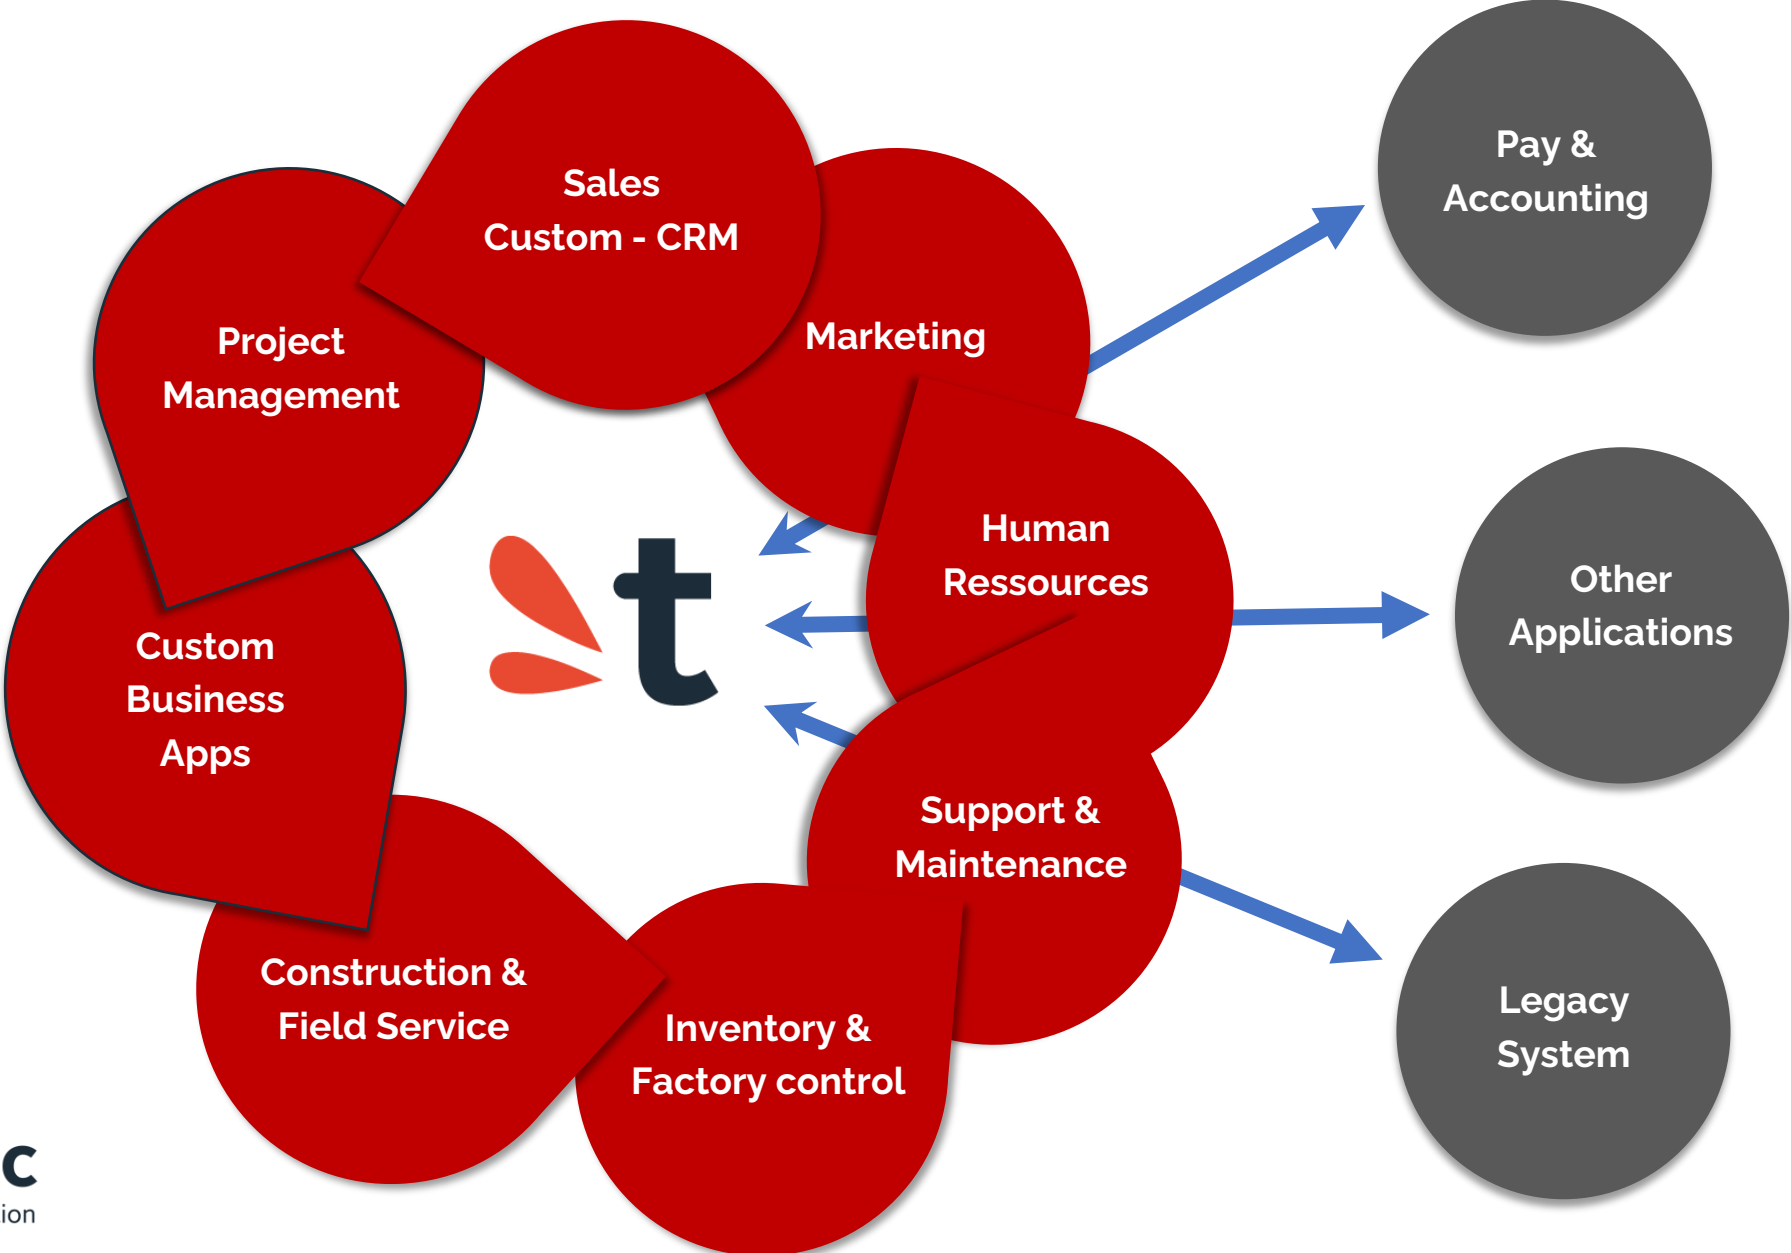 Sales
Custom - CRM
Marketing
Project
Management
Human
Ressources
Custom
Business
Apps
Support &
Maintenance
Construction &
Field Service
Inventory &
Factory control
t
Pay &
Accounting
Other
Applications
Legacy
System
c
ion